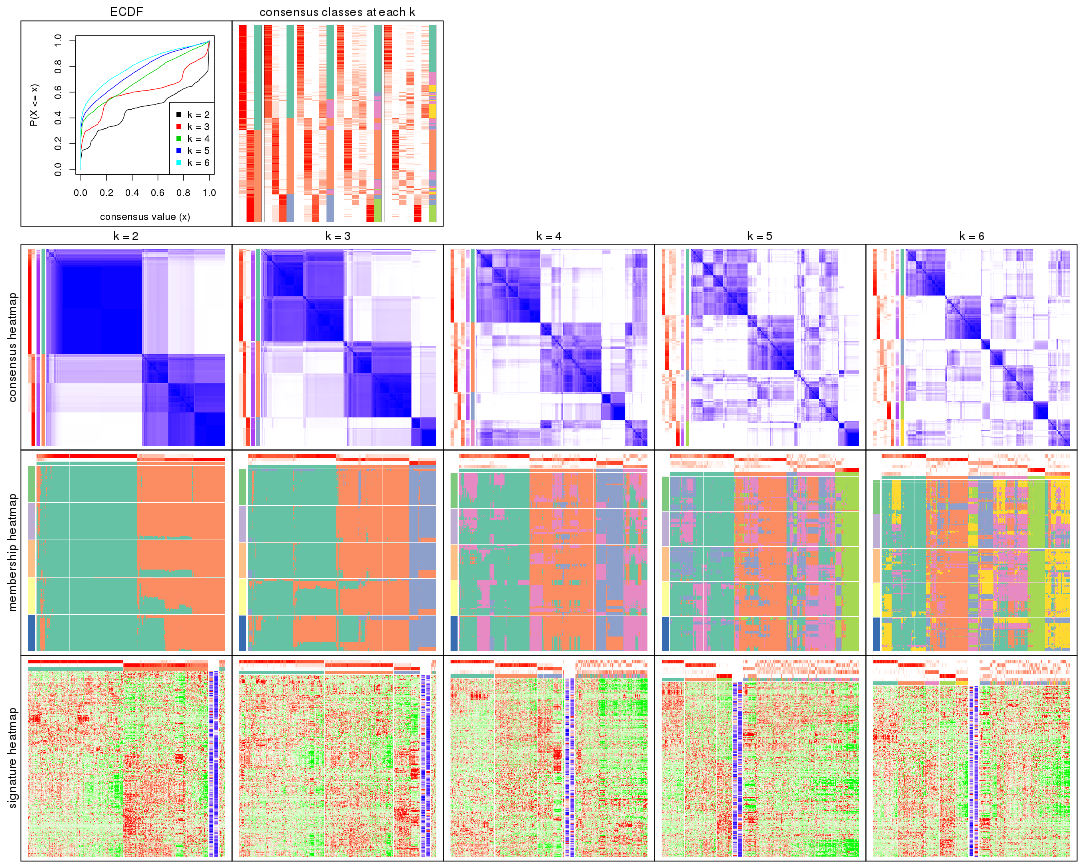 ECDF
consensus classes at each k
P(X <= x)
0.0 0.2 0.4 0.6 0.8 1.0
k = 2
k = 3
k = 4
k = 5
k = 6
0.0 0.2 0.4 0.6 0.8 1.0
consensus value (x)
k = 2
k = 3
k = 4
k = 5
k = 6
consensus heatmap
membership heatmap
signature heatmap